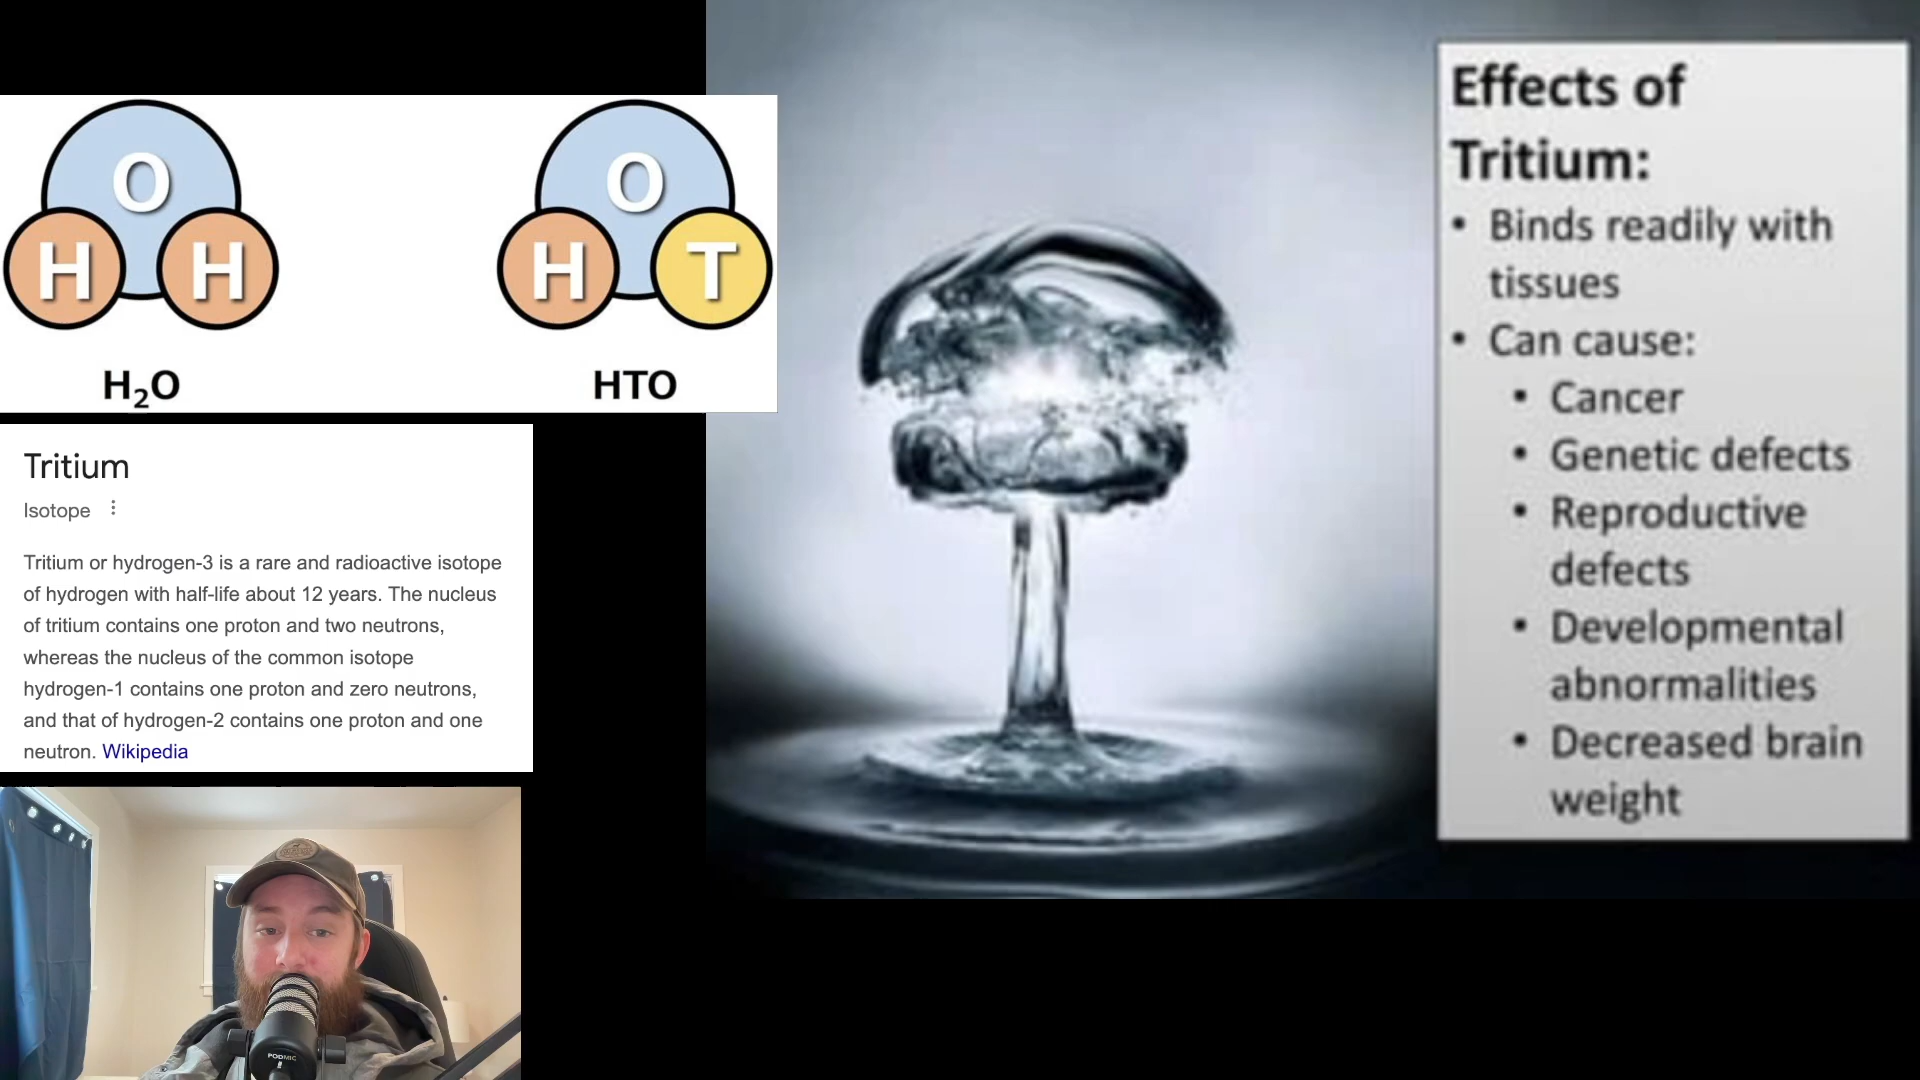 O
H H
H₂O
O
H T
HTO
Tritium
Isotope
Tritium or hydrogen-3 is a rare and radioactive isotope
of hydrogen with half-life about 12 years. The nucleus
of tritium contains one proton and two neutrons,
whereas the nucleus of the common isotope
hydrogen-1 contains one proton and zero neutrons,
and that of hydrogen-2 contains one proton and one
neutron. Wikipedia
PODMIC
Effects of
Tritium:
• Binds readily with
tissues
• Can cause:
• Cancer
• Genetic defects
• Reproductive
defects
• Developmental
abnormalities
• Decreased brain
weight